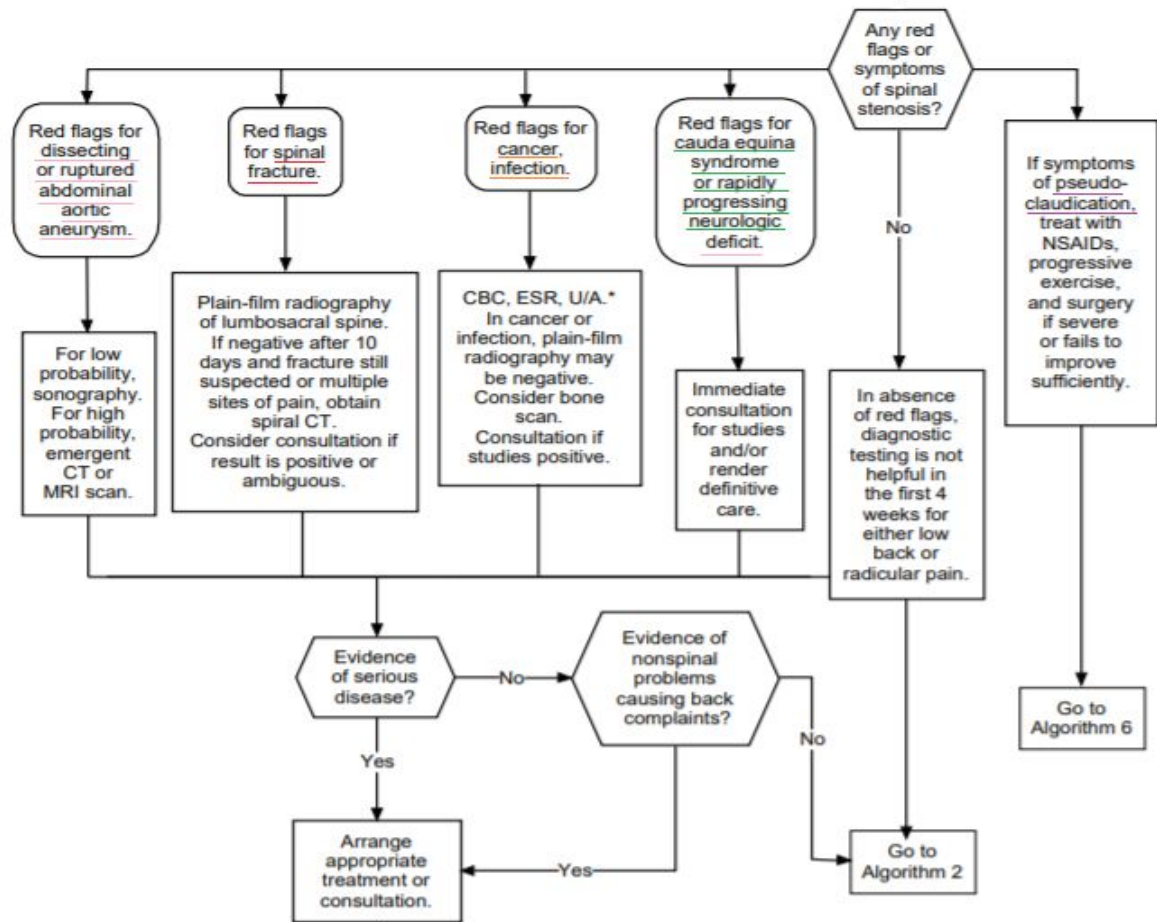 Any red
flags or
symptoms
of spinal
stenosis?
Red flags for
dissecting
or ruptured
abdominal
aortic
aneurysm.
Red flags
for spinal
fracture.
Red flags for
cancer,
infection.
Red flags for
cauda equina
syndrome
or rapidly
progressing
neurologic
deficit.
No
If symptoms
of pseudo-
claudication,
treat with
NSAIDs,
progressive
exercise,
and surgery
if severe
or fails to
improve
sufficiently.
For low
probability,
sonography.
For high
probability,
emergent
CT or
MRI scan.
Plain-film radiography
of lumbosacral spine.
If negative after 10
days and fracture still
suspected or multiple
sites of pain, obtain
spiral CT.
Consider consultation if
result is positive or
ambiguous.
CBC, ESR, U/A.*
In cancer or
infection, plain-film
radiography may
be negative.
Consider bone
scan.
Consultation if
studies positive.
Immediate
consultation
for studies
and/or
render
definitive
care.
In absence
of red flags,
diagnostic
testing is not
helpful in
the first 4
weeks for
either low
back or
radicular pain.
Evidence
of serious
disease?
No
Evidence of
nonspinal
problems
causing back
complaints?
No
Go to
Algorithm 6
Yes
Arrange
appropriate
treatment or
consultation.
Yes
Go to
Algorithm 2